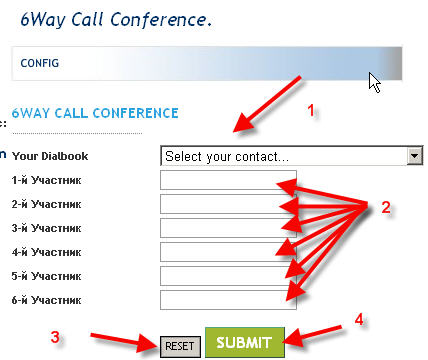 6Way Call Conference.
CONFIG
6WAY CALL CONFERENCE
1
c:
n Your Dialbook Select your contact...
1-й Участник
2-й Участник
3-й Участник 2
4-й Участник
5-й Участник
6-й Участник
3 RESET SUBMIT 4